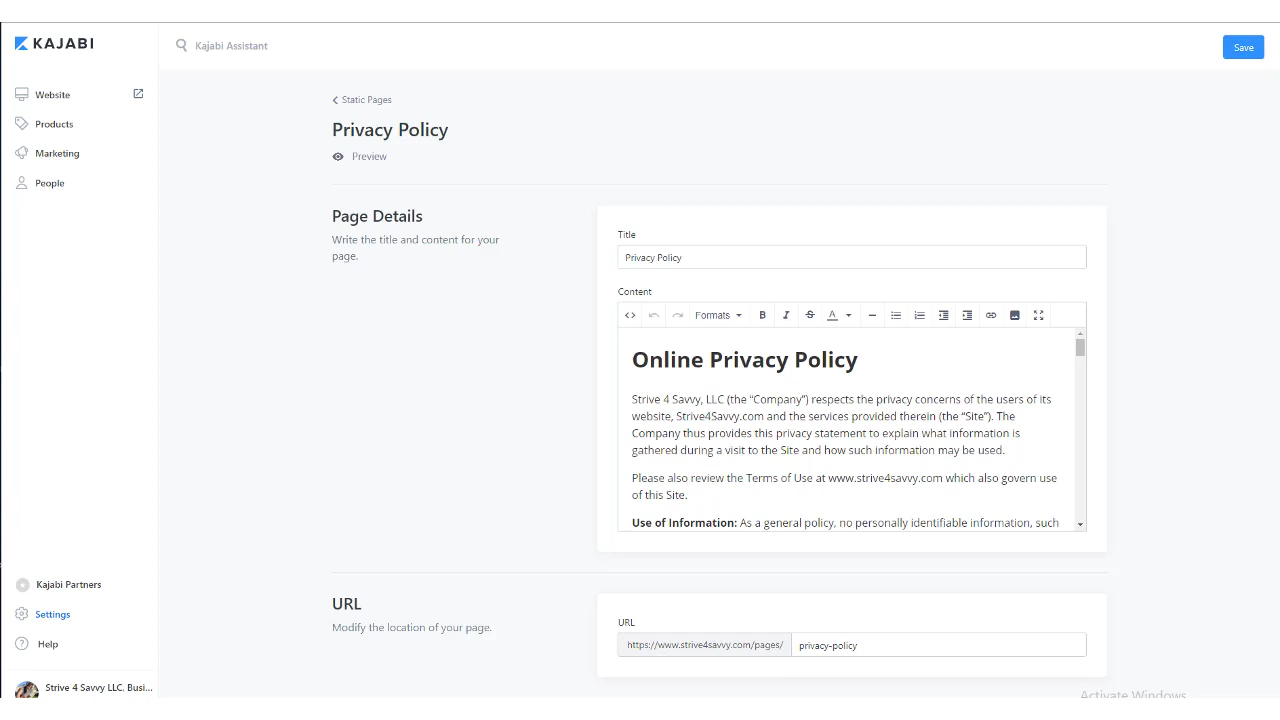 KAJABI
Kajabi Assistant
Save
Website
Products
Marketing
People
Static Pages
Privacy Policy
Preview
Page Details
Write the title and content for your
page.
Title
Privacy Policy
Content
Formats
B
I
S
A
Online Privacy Policy
Strive 4 Savvy, LLC (the “Company”) respects the privacy concerns of the users of its
website, Strive4Savvy.com and the services provided therein (the “Site”). The
Company thus provides this privacy statement to explain what information is
gathered during a visit to the Site and how such information may be used.
Please also review the Terms of Use at www.strive4savvy.com which also govern use
of this Site.
Use of Information: As a general policy, no personally identifiable information, such
URL
Modify the location of your page.
URL
https://www.strive4savvy.com/pages/
privacy-policy
Kajabi Partners
Settings
Help
Strive 4 Savvy LLC, Busi...
Activate Windows